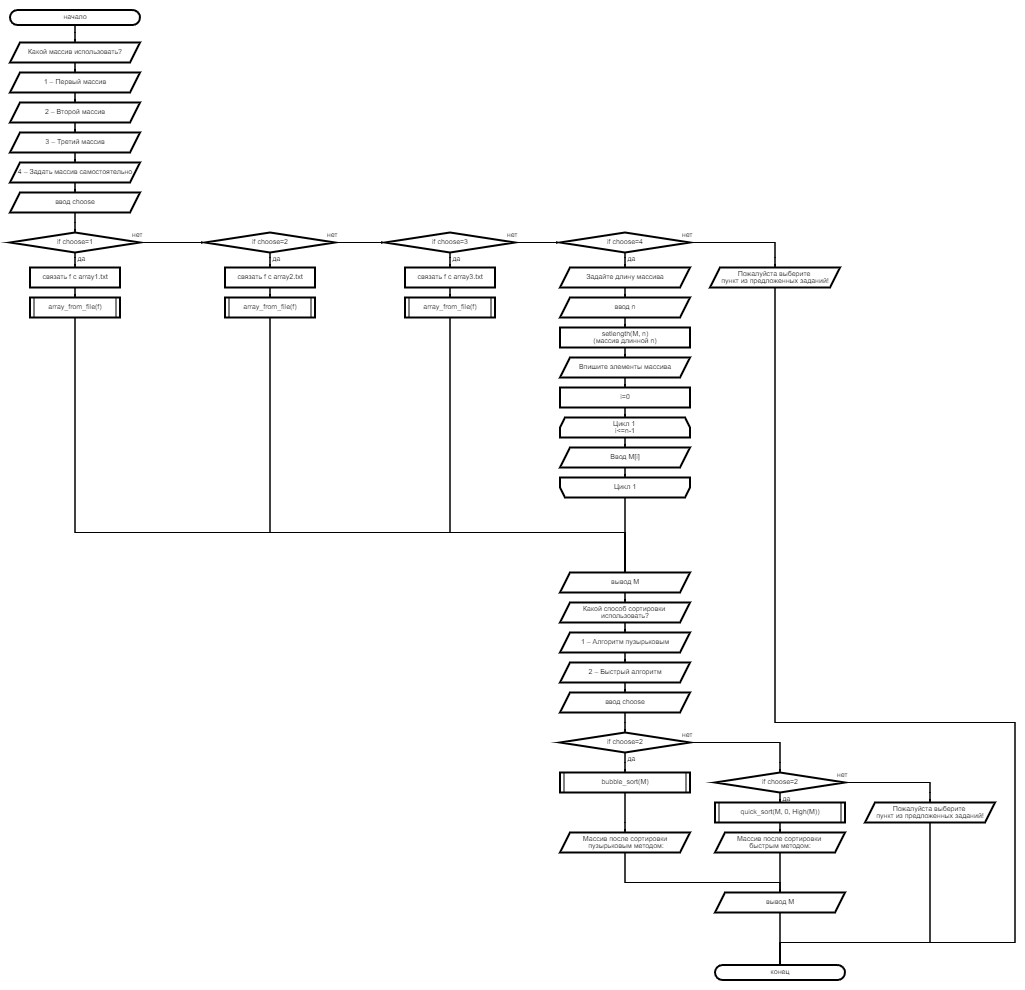 начало
Какой массив использовать?
1 – Первый массив
2 – Второй массив
3 – Третий массив
4 – Задать массив самостоятельно
ввод choose
if choose=1
нет
да
связать f с array1.txt
array_from_file(f)
if choose=2
нет
да
связать f с array2.txt
array_from_file(f)
if choose=3
нет
да
связать f с array3.txt
array_from_file(f)
if choose=4
нет
да
Задайте длину массива
ввод n
setlength(M, n)
(массив длинной n)
Впишите элементы массива
i=0
Цикл 1
i<=n-1
Ввод M[i]
Цикл 1
Пожалуйста выберите
пункт из предложенных заданий!
вывод M
Какой способ сортировки
использовать?
1 – Алгоритм пузырьковым
2 – Быстрый алгоритм
ввод choose
if choose=2
нет
да
bubble_sort(M)
Массив после сортировки
пузырьковым методом:
if choose=2
нет
да
quick_sort(M, 0, High(M))
Массив после сортировки
быстрым методом:
Пожалуйста выберите
пункт из предложенных заданий!
вывод M
конец